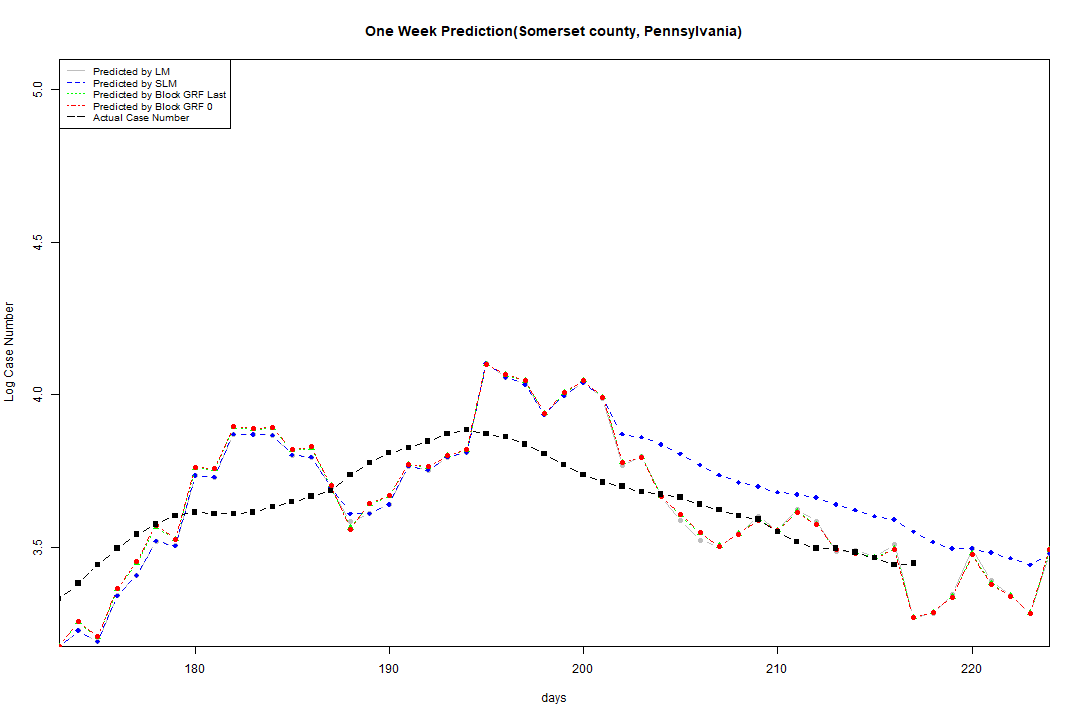 One Week Prediction(Somerset county, Pennsylvania)
Predicted by LM
Predicted by SLM
Predicted by Block GRF Last
Predicted by Block GRF 0
Actual Case Number
5.0
4.5
4.0
3.5
Log Case Number
180 190 200 210 220
days